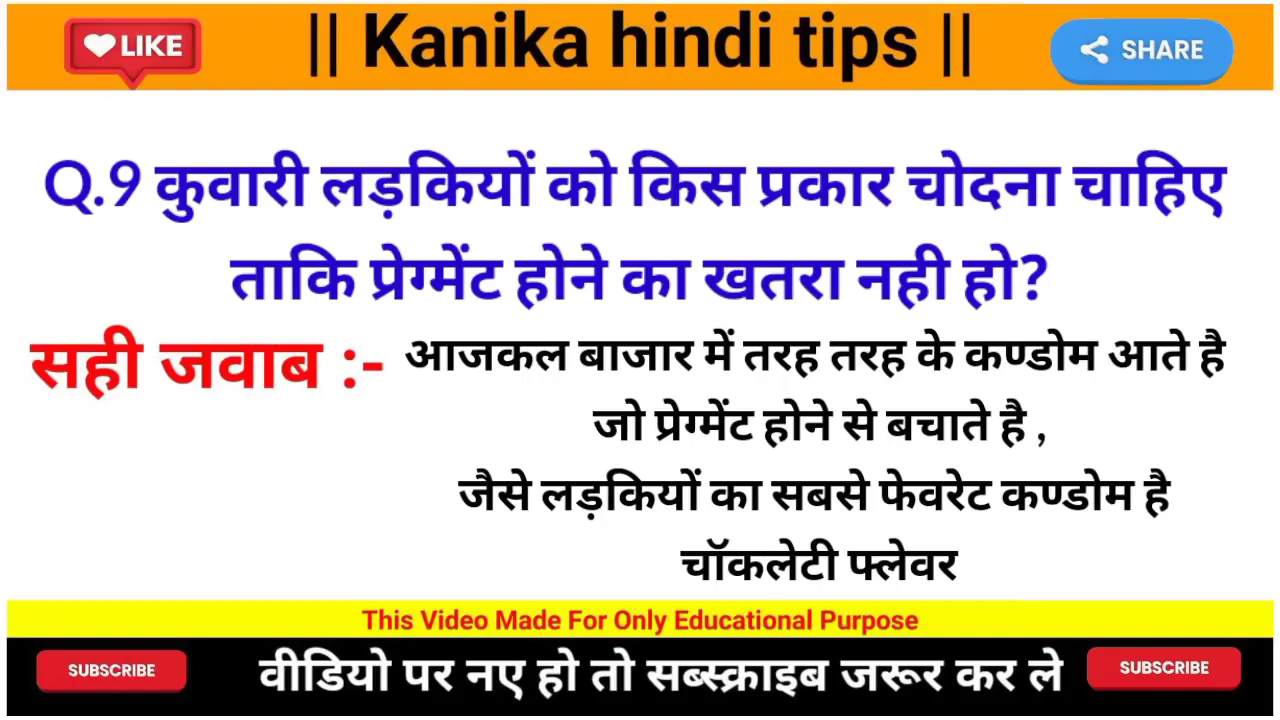 LIKE
|| Kanika hindi tips ||
SHARE
Q.9 कुवारी लड़कियों को किस प्रकार चोदना चाहिए
ताकि प्रेग्मेंट होने का खतरा नही हो?
सही जवाब :- आजकल बाजार में तरह तरह के कण्डोम आते है
जो प्रेग्मेंट होने से बचाते है ,
जैसे लड़कियों का सबसे फेवरेट कण्डोम है
चॉकलेटी फ्लेवर
This Video Made For Only Educational Purpose
SUBSCRIBE
वीडियो पर नए हो तो सब्स्क्राइब जरूर कर ले
SUBSCRIBE